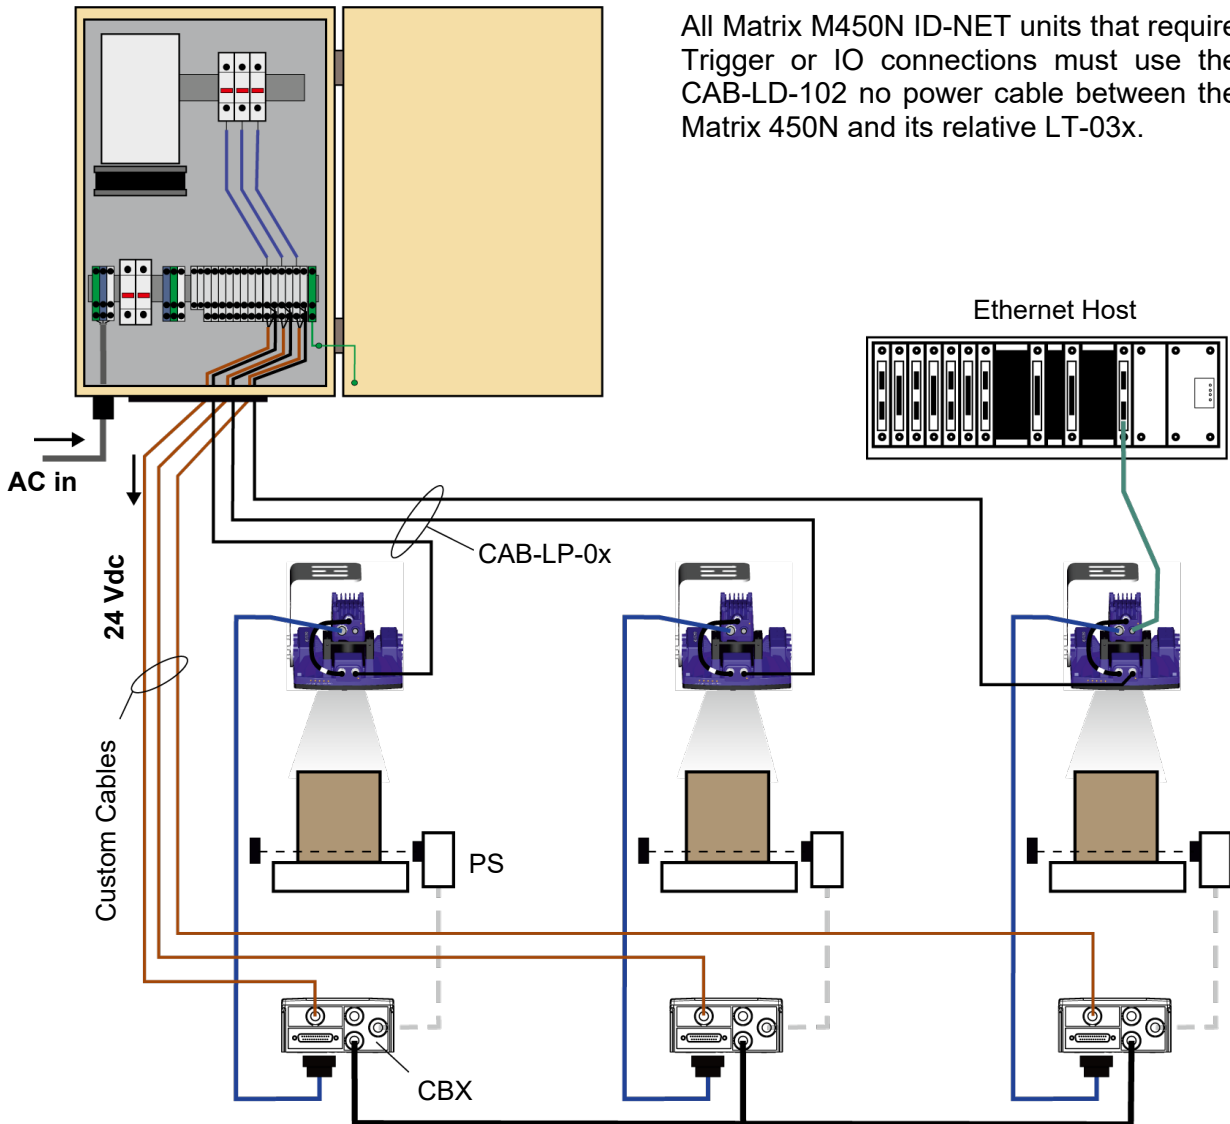 All Matrix M450N ID-NET units that require
Trigger or IO connections must use the
CAB-LD-102 no power cable between the
Matrix 450N and its relative LT-03x.
Ethernet Host
AC in
24 Vdc
CAB-LP-0x
Custom Cables
PS
CBX